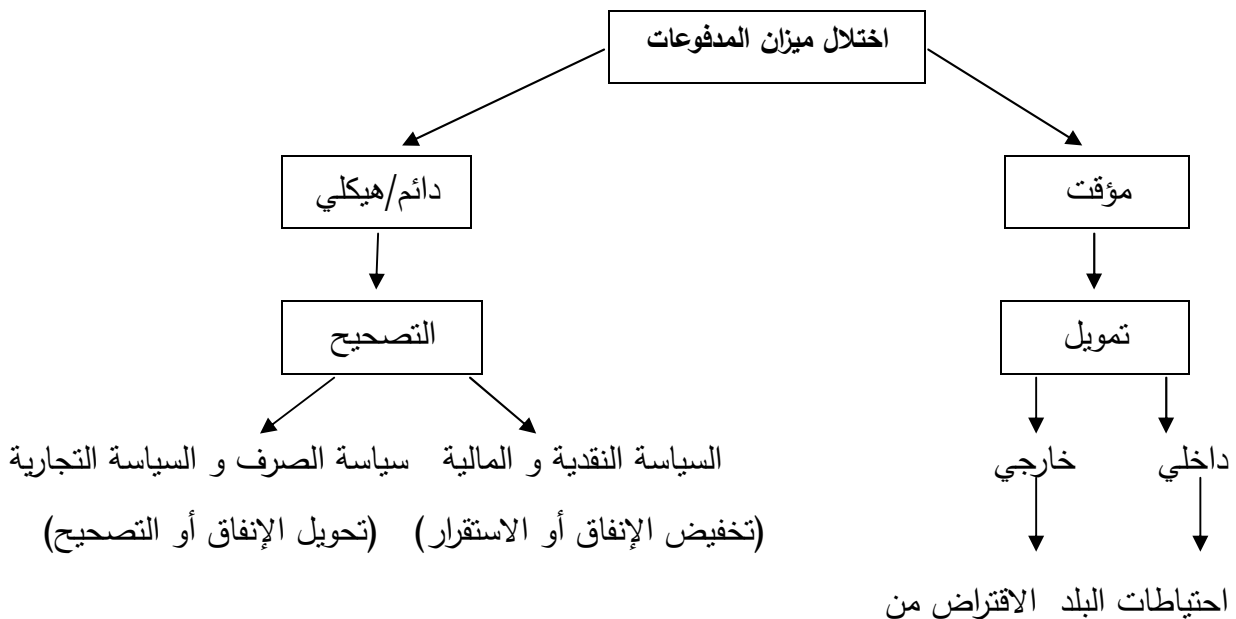 اختلال ميزان المدفوعات
مؤقت
دائم/هيكلي
تمويل
التصحيح
داخلي خارجي
السياسة النقدية و المالية سياسة الصرف و السياسة التجارية
(تخفيض الإنفاق أو الاستقرار) (تحويل الإنفاق أو التصحيح)
احتياطات البلد الاقتراض من